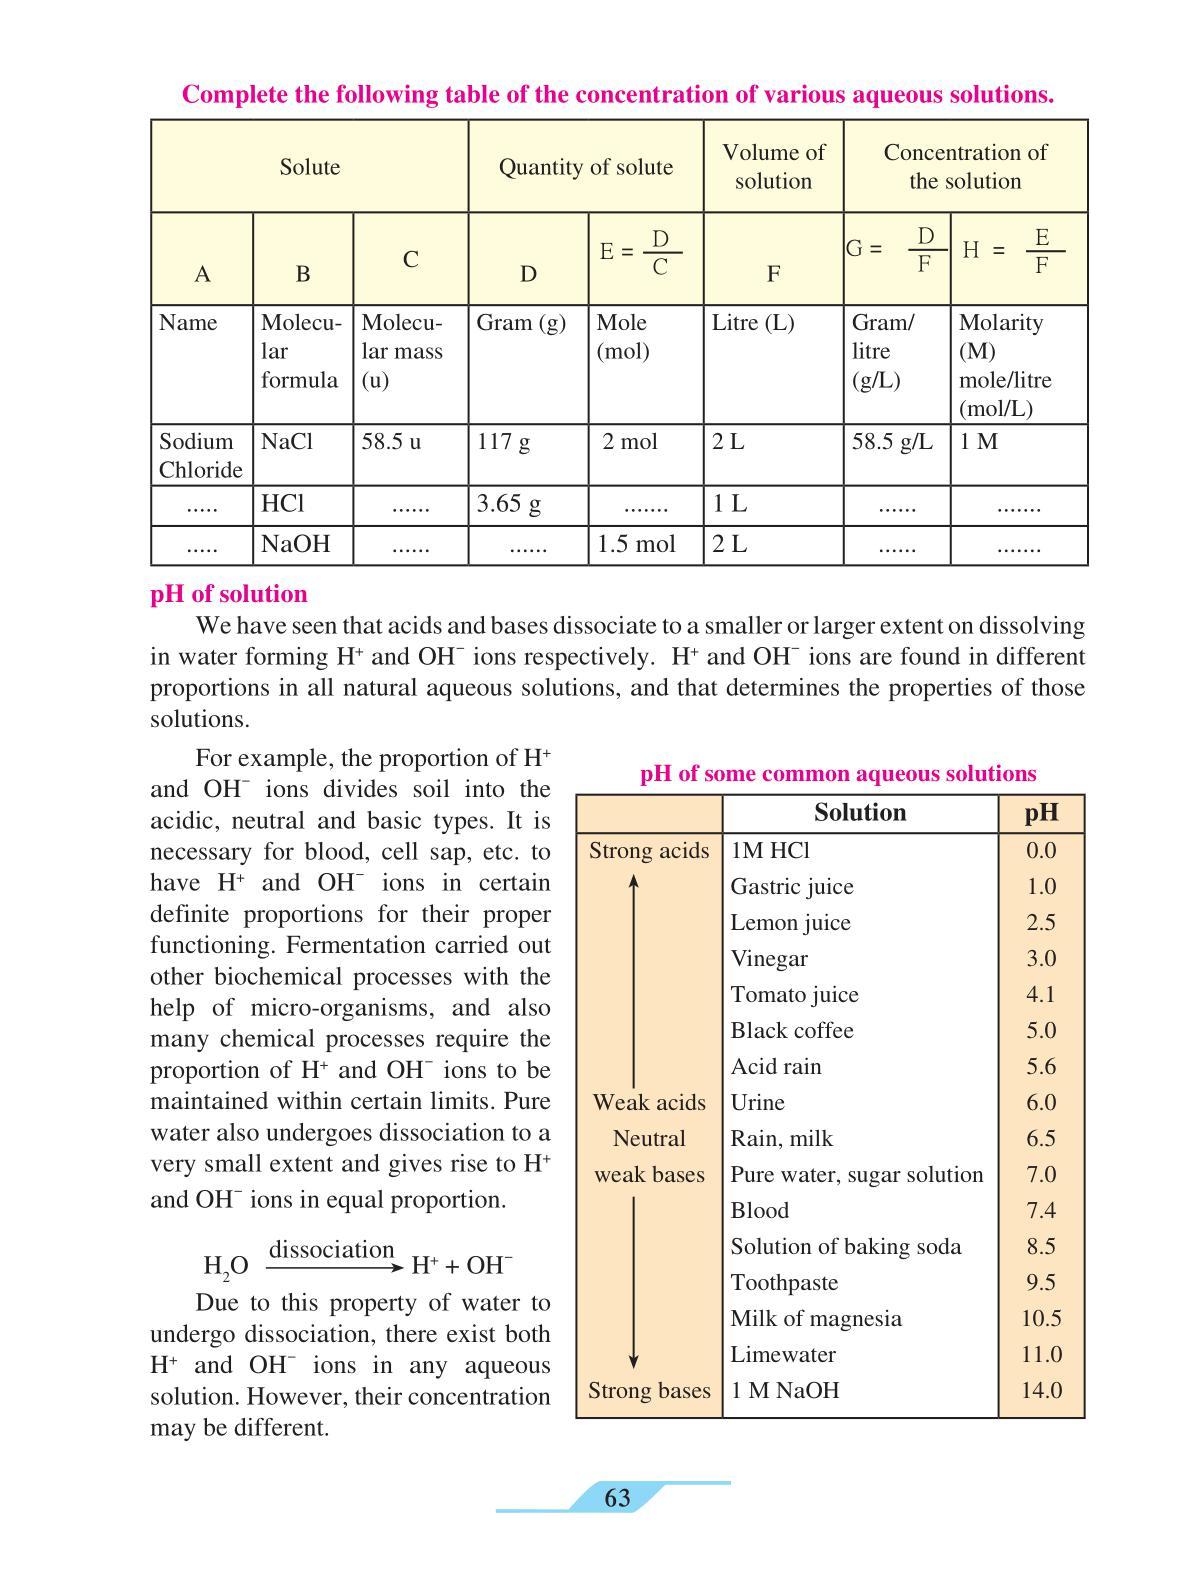 Complete the following table of the concentration of various aqueous solutions.
Solute Quantity of solute Volume of solution Concentration of the solution
A B C D E = D/C F G = D/F H = E/F
Name Molecu-lar formula Molecu-lar mass (u) Gram (g) Mole (mol) Litre (L) Gram/litre (g/L) Molarity (M) mole/litre (mol/L)
Sodium Chloride NaCl 58.5 u 117 g 2 mol 2 L 58.5 g/L 1 M
..... HCl ...... 3.65 g ....... 1 L ...... .......
..... NaOH ...... ...... 1.5 mol 2 L ...... .......
pH of solution
We have seen that acids and bases dissociate to a smaller or larger extent on dissolving
in water forming H⁺ and OH⁻ ions respectively. H⁺ and OH⁻ ions are found in different
proportions in all natural aqueous solutions, and that determines the properties of those
solutions.
For example, the proportion of H⁺
and OH⁻ ions divides soil into the
acidic, neutral and basic types. It is
necessary for blood, cell sap, etc. to
have H⁺ and OH⁻ ions in certain
definite proportions for their proper
functioning. Fermentation carried out
other biochemical processes with the
help of micro-organisms, and also
many chemical processes require the
proportion of H⁺ and OH⁻ ions to be
maintained within certain limits. Pure
water also undergoes dissociation to a
very small extent and gives rise to H⁺
and OH⁻ ions in equal proportion.
H₂O dissociation → H⁺ + OH⁻
Due to this property of water to
undergo dissociation, there exist both
H⁺ and OH⁻ ions in any aqueous
solution. However, their concentration
may be different.
pH of some common aqueous solutions
Solution pH
Strong acids 1M HCl 0.0
Gastric juice 1.0
Lemon juice 2.5
Vinegar 3.0
Tomato juice 4.1
Black coffee 5.0
Acid rain 5.6
Weak acids Urine 6.0
Neutral Rain, milk 6.5
weak bases Pure water, sugar solution 7.0
Blood 7.4
Solution of baking soda 8.5
Toothpaste 9.5
Milk of magnesia 10.5
Limewater 11.0
Strong bases 1 M NaOH 14.0
63